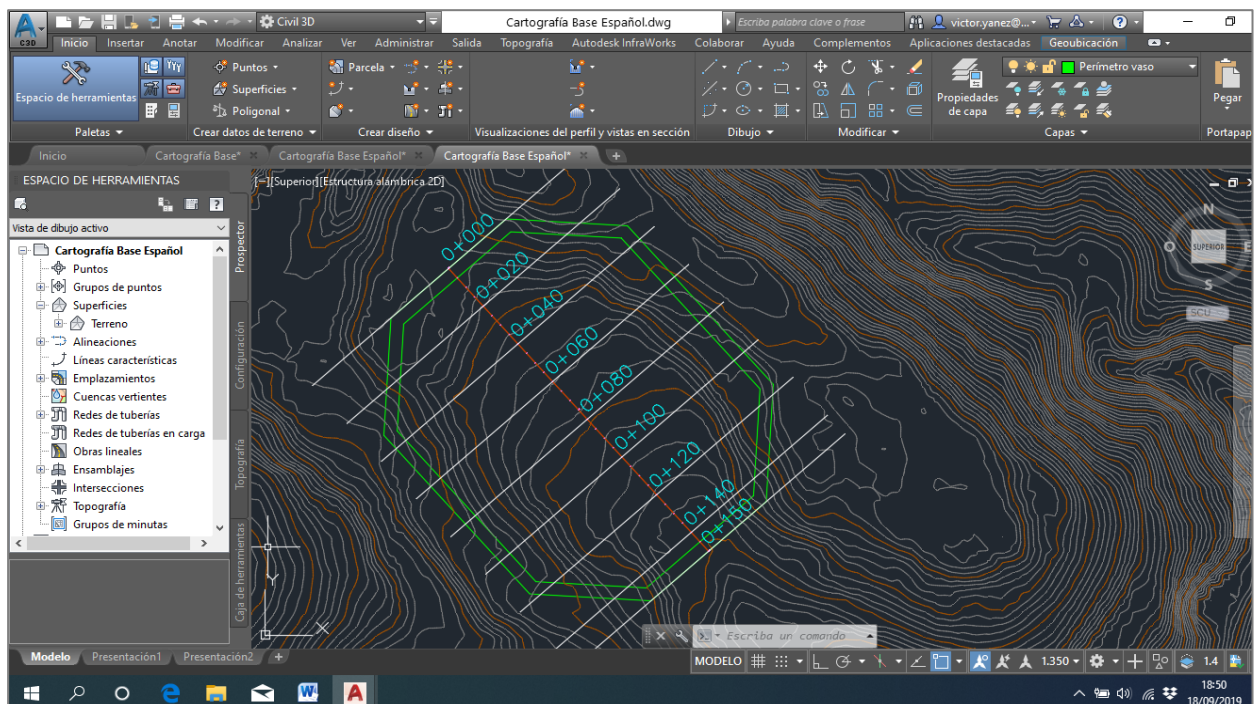 Civil 3D
Cartografía Base Español.dwg
Escriba palabra clave o frase
victor.yanez@...
C3D
Inicio Insertar Anotar Modificar Analizar Ver Administrar Salida Topografía Autodesk InfraWorks Colaborar Ayuda Complementos Aplicaciones destacadas Geoubicación
Espacio de herramientas
Puntos
Superficies
Poligonal
Parcela
Propiedades de capa
Perímetro vaso
Pegar
Paletas
Crear datos de terreno
Crear diseño
Visualizaciones del perfil y vistas en sección
Dibujo
Modificar
Capas
Portapap
Inicio Cartografía Base* Cartografía Base Español* Cartografía Base Español*
ESPACIO DE HERRAMIENTAS
Vista de dibujo activo
Cartografía Base Español
Puntos
Grupos de puntos
Superficies
Terreno
Alineaciones
Líneas características
Emplazamientos
Cuencas vertientes
Redes de tuberías
Redes de tuberías en carga
Obras lineales
Ensamblajes
Intersecciones
Topografía
Grupos de minutas
Prospector
Configuración
Topografía
Caja de herramientas
[-][Superior][Estructura alámbrica 2D]
0+000
0+020
0+040
0+060
0+080
0+100
0+120
0+140
0+150
N
O
SUPERIOR
E
S
SCU
Y
X
Escriba un comando
Modelo Presentación1 Presentación2 +
MODELO
1.350
1.4
18:50
18/09/2019